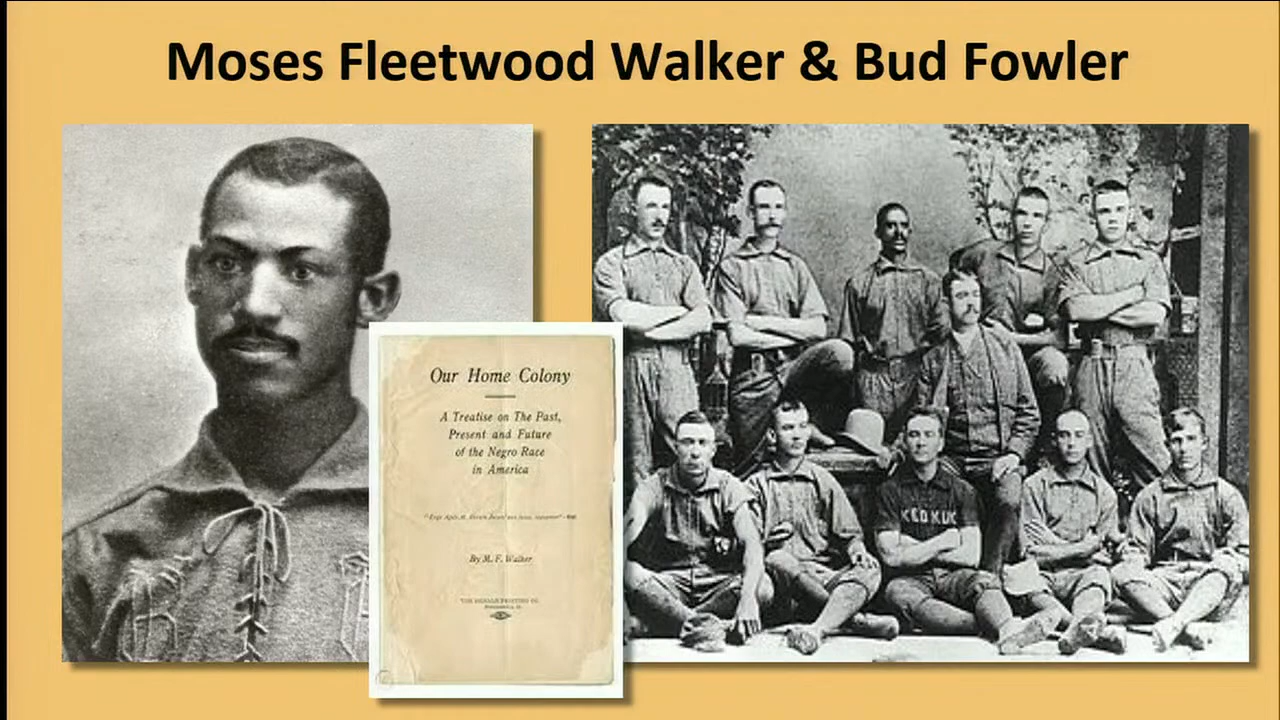 Moses Fleetwood Walker & Bud Fowler
Our Home Colony
A Treatise on The Past,
Present and Future
of the Negro Race
in America
By M. F. Walker
KEOKUK